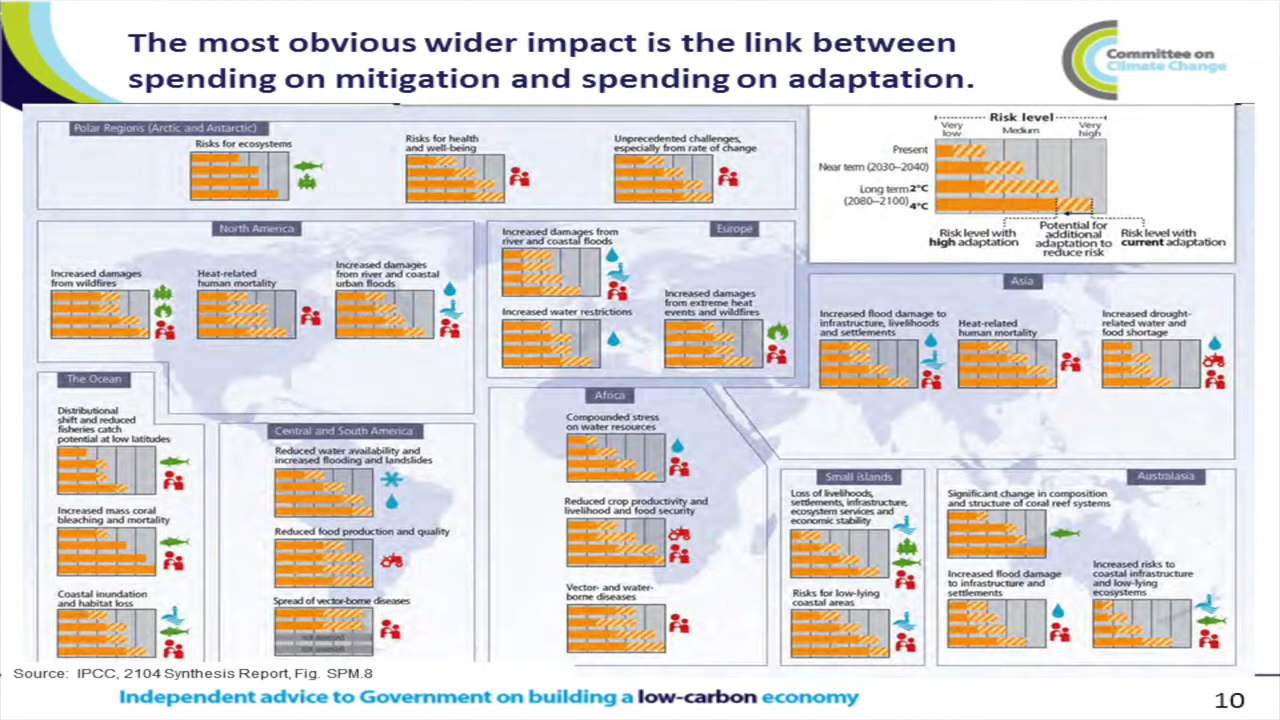 The most obvious wider impact is the link between
spending on mitigation and spending on adaptation.
Committee on
Climate Change
Polar Regions (Arctic and Antarctic)
Risks for ecosystems
Risks for health
and well-being
Unprecedented challenges,
especially from rate of change
Risk level
Very
low
Medium
Very
high
Present
Near term (2030–2040)
Long term 2°C
(2080–2100) 4°C
Risk level with
high adaptation
Potential for
additional
adaptation to
reduce risk
Risk level with
current adaptation
North America
Increased damages
from wildfires
Heat-related
human mortality
Increased damages
from river and coastal
urban floods
Europe
Increased damages from
river and coastal floods
Increased water restrictions
Increased damages
from extreme heat
events and wildfires
Asia
Increased flood damage to
infrastructure, livelihoods
and settlements
Heat-related
human mortality
Increased drought-
related water and
food shortage
The Ocean
Distributional
shift and reduced
fisheries catch
potential at low latitudes
Increased mass coral
bleaching and mortality
Coastal inundation
and habitat loss
Central and South America
Reduced water availability and
increased flooding and landslides
Reduced food production and quality
Spread of vector-borne diseases
Africa
Compounded stress
on water resources
Reduced crop productivity and
livelihood and food security
Vector- and water-
borne diseases
Small islands
Loss of livelihoods,
settlements, infrastructure,
ecosystem services and
economic stability
Risks for low-lying
coastal areas
Australasia
Significant change in composition
and structure of coral reef systems
Increased flood damage
to infrastructure and
settlements
Increased risks to
coastal infrastructure
and low-lying
ecosystems
Source: IPCC, 2104 Synthesis Report, Fig. SPM.8
Independent advice to Government on building a low-carbon economy
10